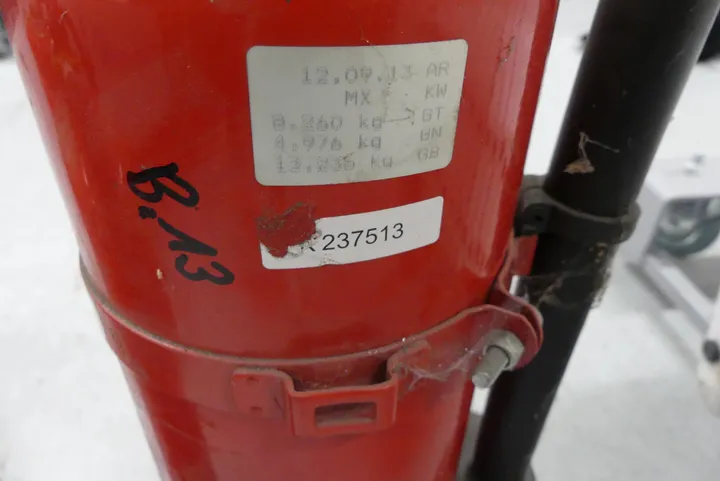 12.09.13 AR
MX KW
8.260 kg GT
4.976 kg BN
13.236 kg GB
237513
B.13